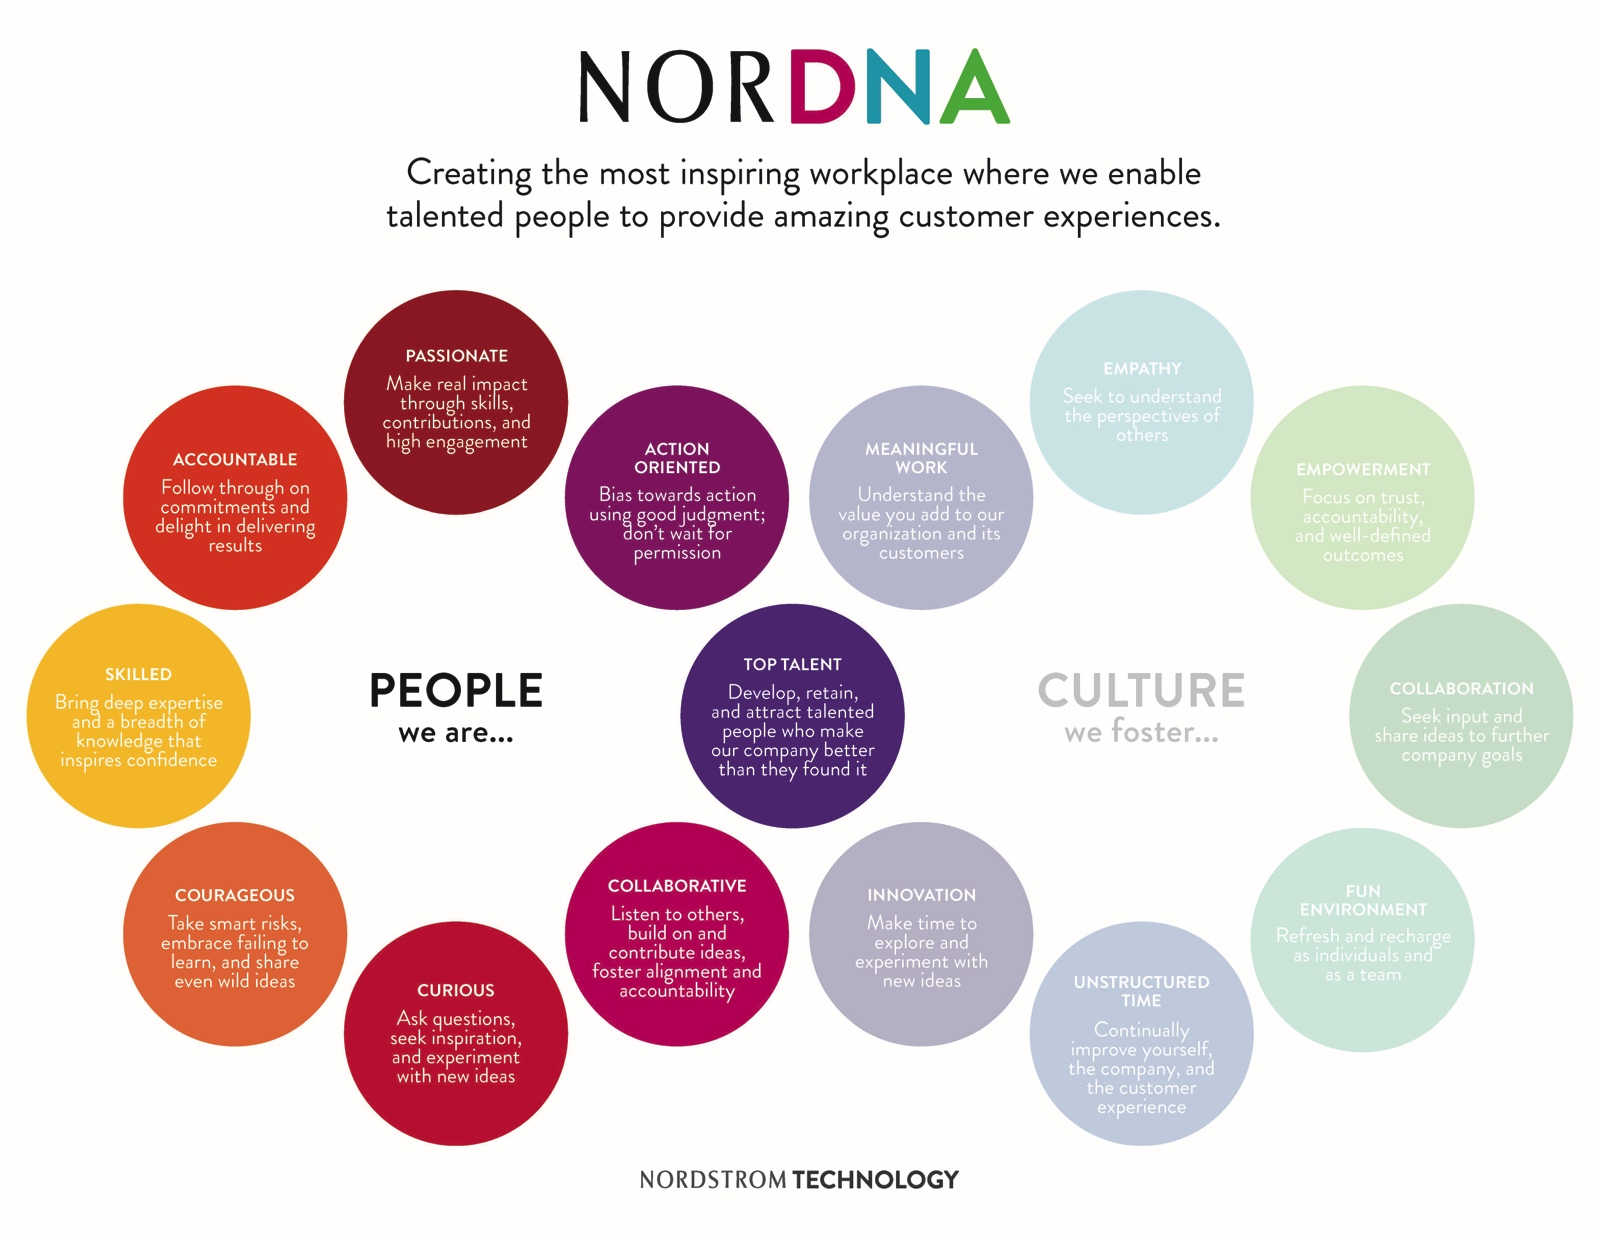 NORDNA
Creating the most inspiring workplace where we enable
talented people to provide amazing customer experiences.
PASSIONATE
Make real impact
through skills,
contributions, and
high engagement
ACCOUNTABLE
Follow through on
commitments and
delight in delivering
results
ACTION
ORIENTED
Bias towards action
using good judgment;
don't wait for
permission
SKILLED
Bring deep expertise
and a breadth of
knowledge that
inspires confidence
PEOPLE
we are...
TOP TALENT
Develop, retain,
and attract talented
people who make
our company better
than they found it
COURAGEOUS
Take smart risks,
embrace failing to
learn, and share
even wild ideas
CURIOUS
Ask questions,
seek inspiration,
and experiment
with new ideas
COLLABORATIVE
Listen to others,
build on and
contribute ideas,
foster alignment and
accountability
EMPATHY
Seek to understand
the perspectives of
others
MEANINGFUL
WORK
Understand the
value you add to our
organization and its
customers
EMPOWERMENT
Focus on trust,
accountability,
and well-defined
outcomes
CULTURE
we foster...
COLLABORATION
Seek input and
share ideas to further
company goals
INNOVATION
Make time to
explore and
experiment with
new ideas
FUN
ENVIRONMENT
Refresh and recharge
as individuals and
as a team
UNSTRUCTURED
TIME
Continually
improve yourself,
the company, and
the customer
experience
NORDSTROM TECHNOLOGY